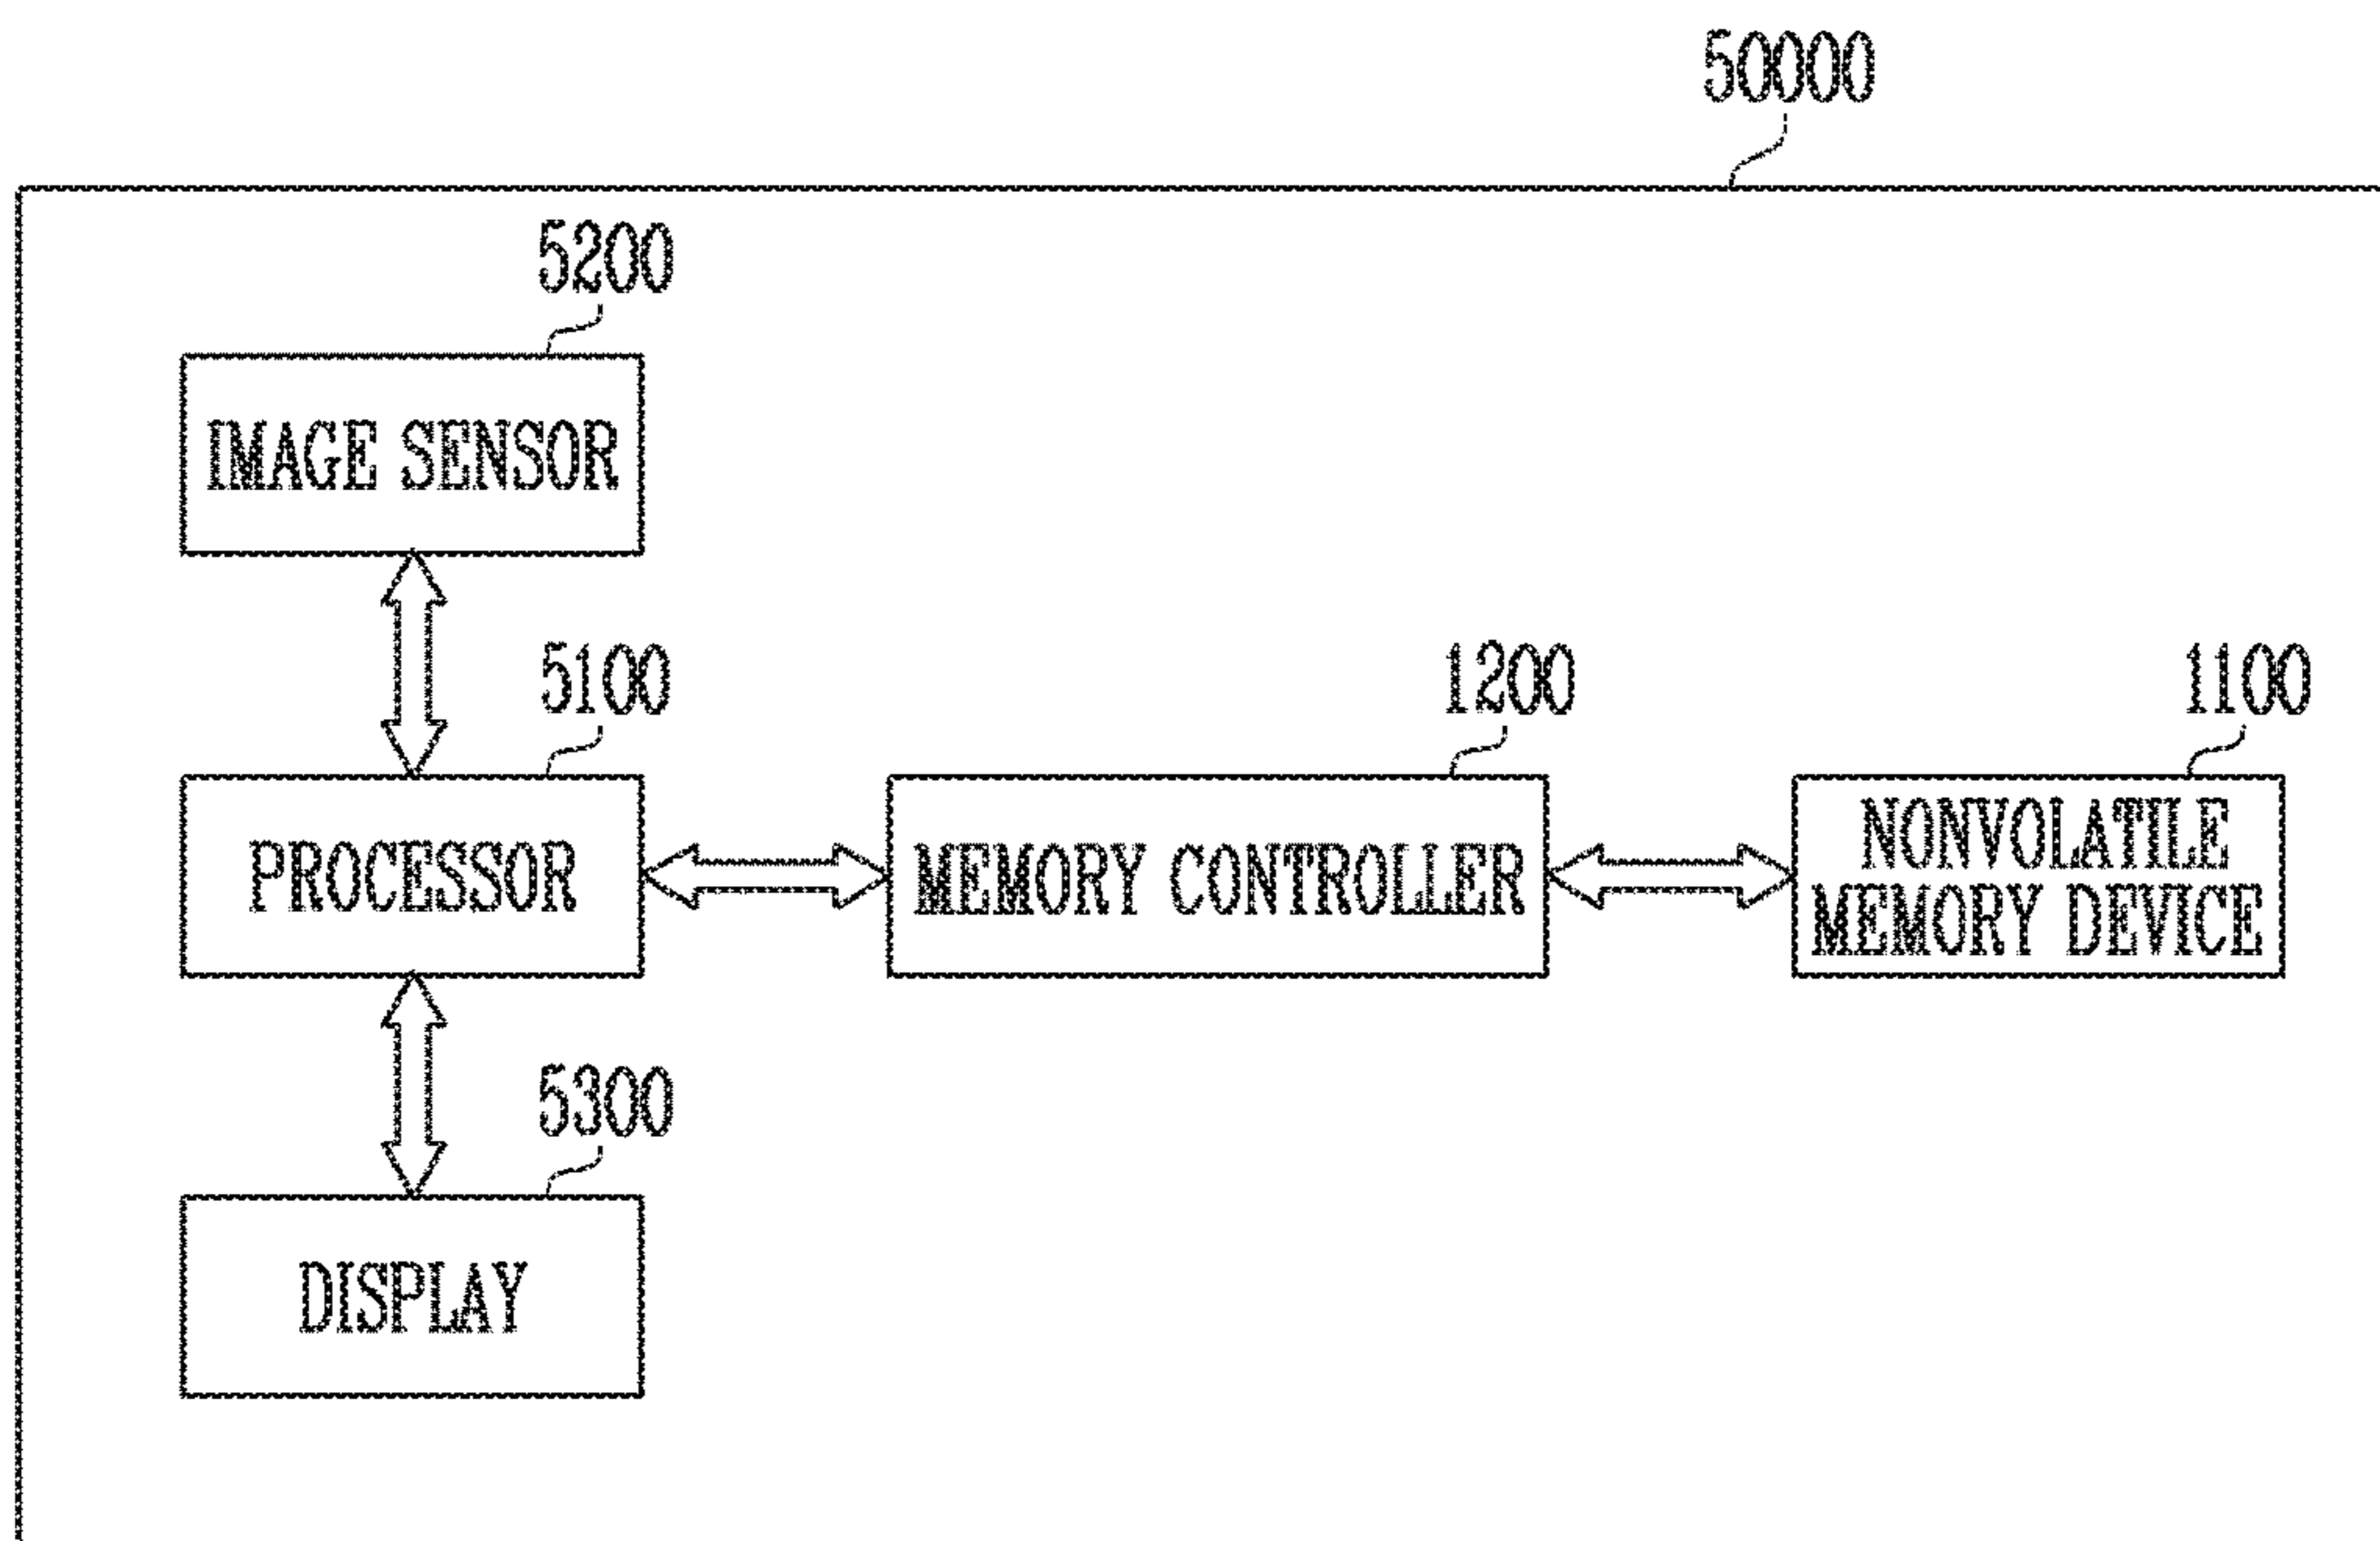 50000
5200
IMAGE SENSOR
5100
PROCESSOR
1200
MEMORY CONTROLLER
1100
NONVOLATILE
MEMORY DEVICE
5300
DISPLAY